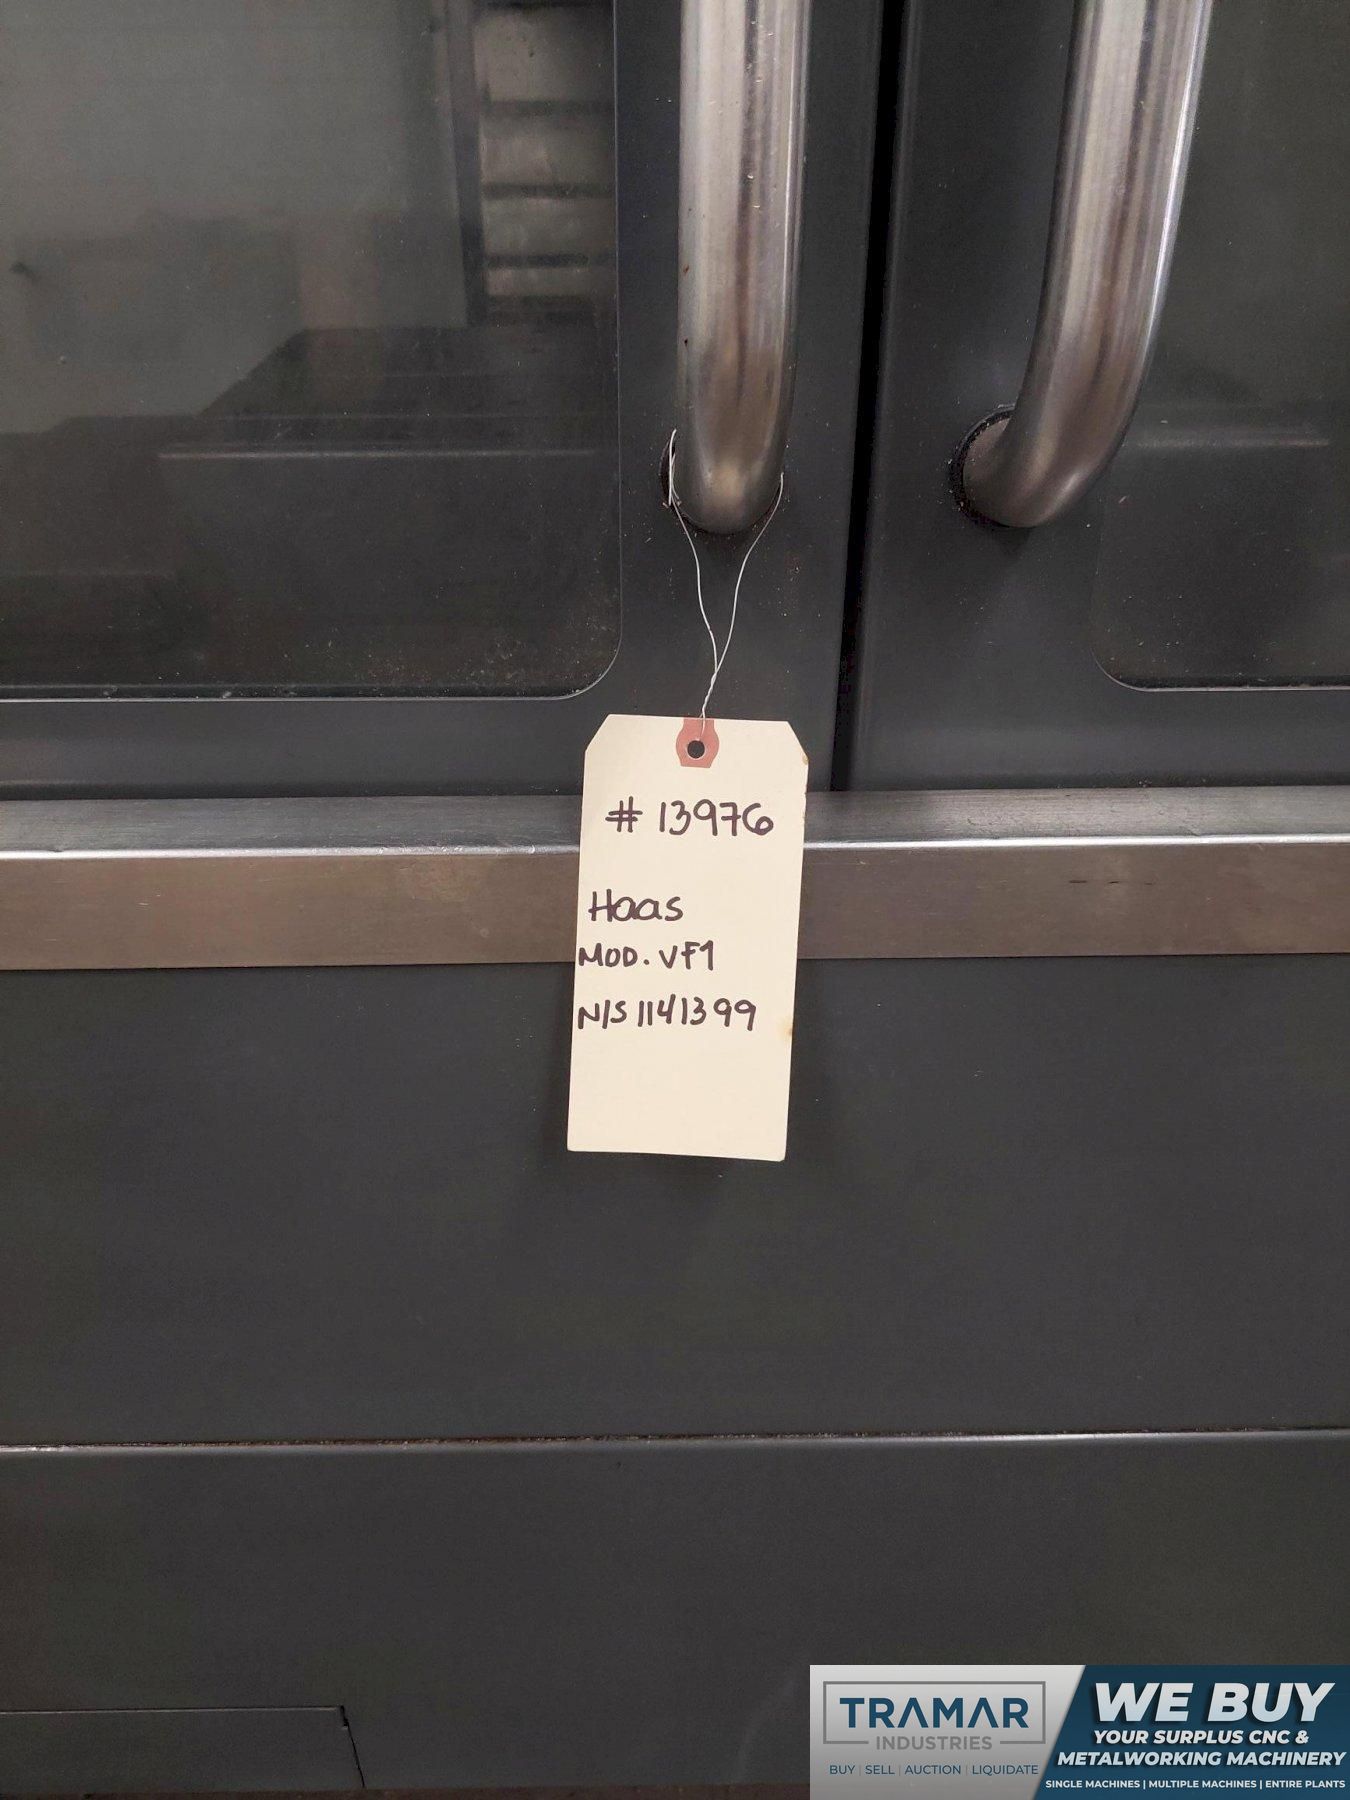 # 13976
Haas
MOD. VF1
N/S 1141399
TRAMAR
INDUSTRIES
BUY | SELL | AUCTION | LIQUIDATE
WE BUY
YOUR SURPLUS CNC &
METALWORKING MACHINERY
SINGLE MACHINES | MULTIPLE MACHINES | ENTIRE PLANTS